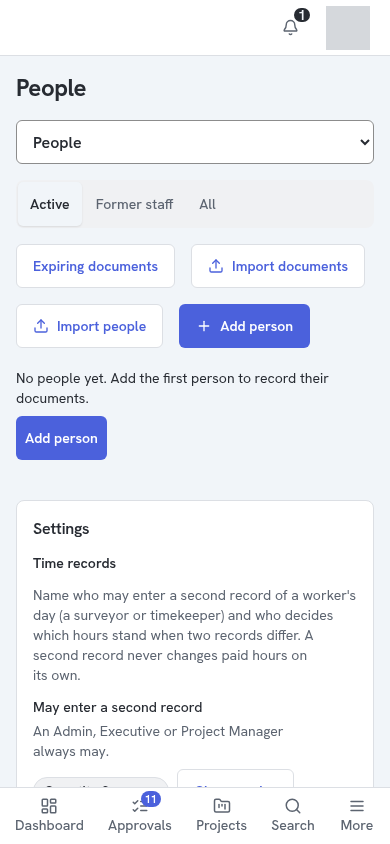 1
People
People
Active Former staff All
Expiring documents Import documents
Import people Add person
No people yet. Add the first person to record their
documents.
Add person
Settings
Time records
Name who may enter a second record of a worker's
day (a surveyor or timekeeper) and who decides
which hours stand when two records differ. A
second record never changes paid hours on
its own.
May enter a second record
An Admin, Executive or Project Manager
always may.
11
Dashboard Approvals Projects Search More